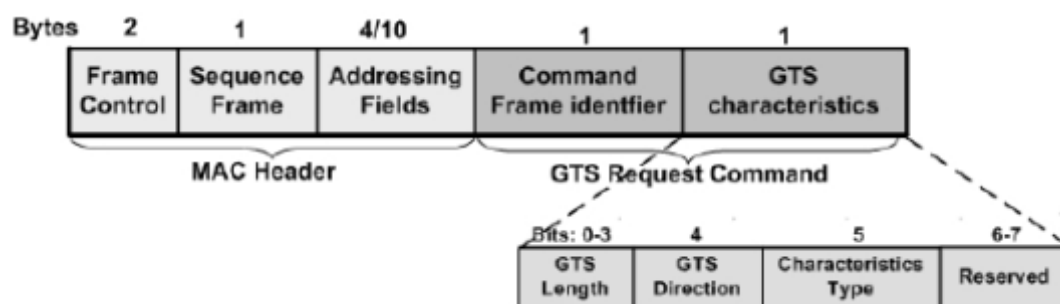 Bytes 2 1 4/10 1 1
Frame Sequence Addressing Command GTS
Control Frame Fields Frame identfier characteristics
MAC Header GTS Request Command
Bits: 0-3 4 5 6-7
GTS GTS Characteristics Reserved
Length Direction Type